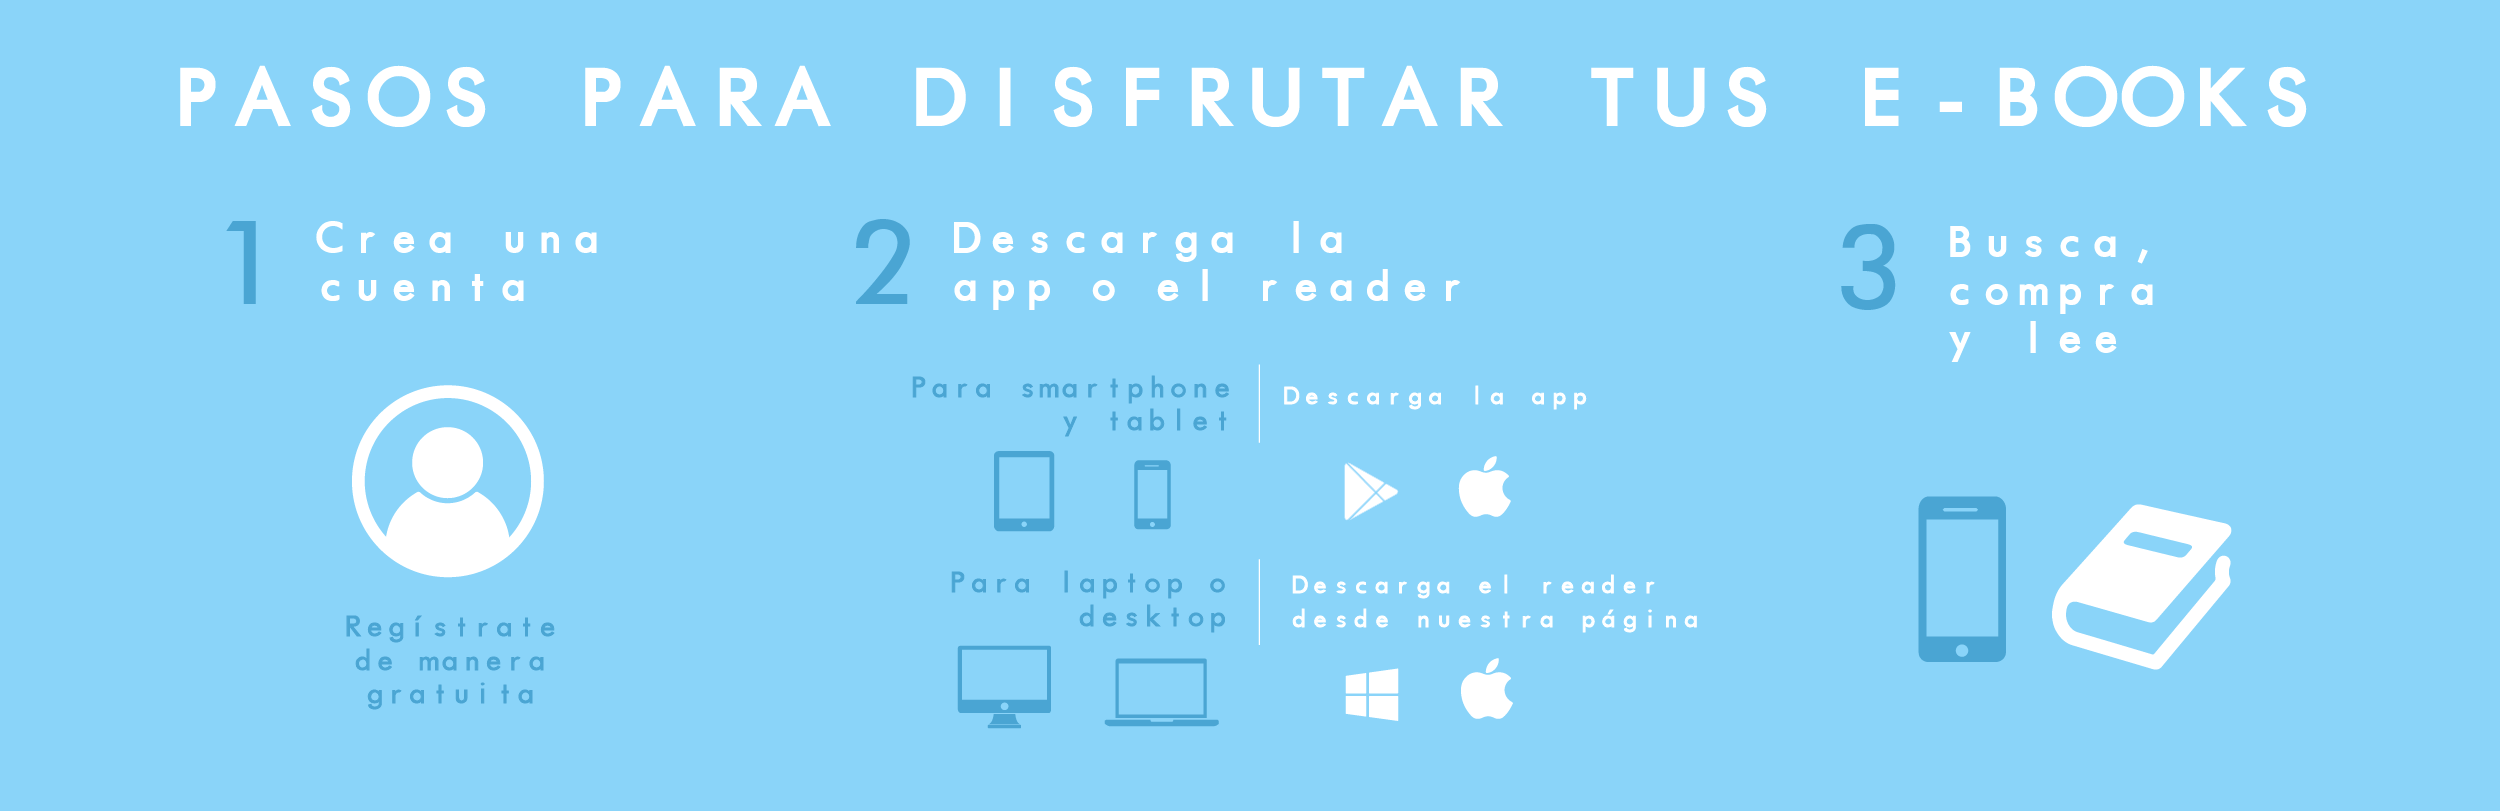 PASOS PARA DISFRUTAR TUS E-BOOKS
1 Crea una
cuenta
Regístrate
de manera
gratuita
2 Descarga la
app o el reader
Para smartphone
y tablet
Descarga la app
Para laptop o
desktop
Descarga el reader
desde nuestra página
3 Busca,
compra
y lee